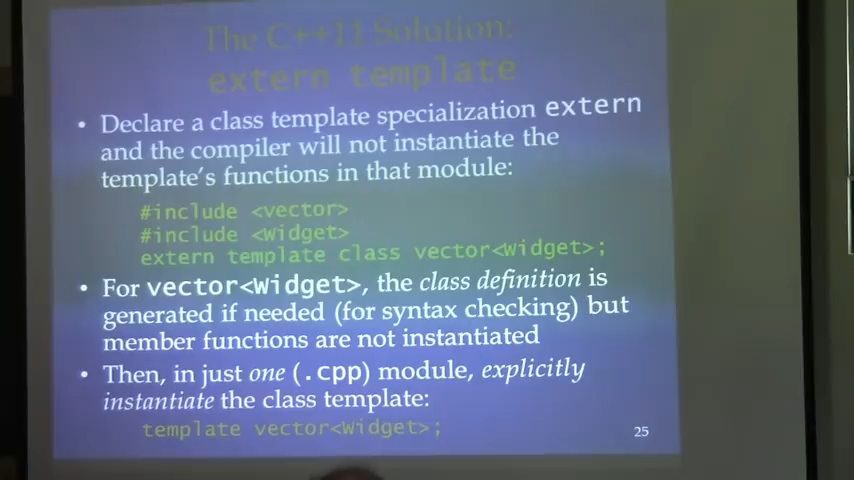 The C++11 Solution:
extern template
• Declare a class template specialization extern
and the compiler will not instantiate the
template's functions in that module:
#include <vector>
#include <Widget>
extern template class vector<Widget>;
• For vector<Widget>, the class definition is
generated if needed (for syntax checking) but
member functions are not instantiated
• Then, in just one (.cpp) module, explicitly
instantiate the class template:
template vector<Widget>;
25